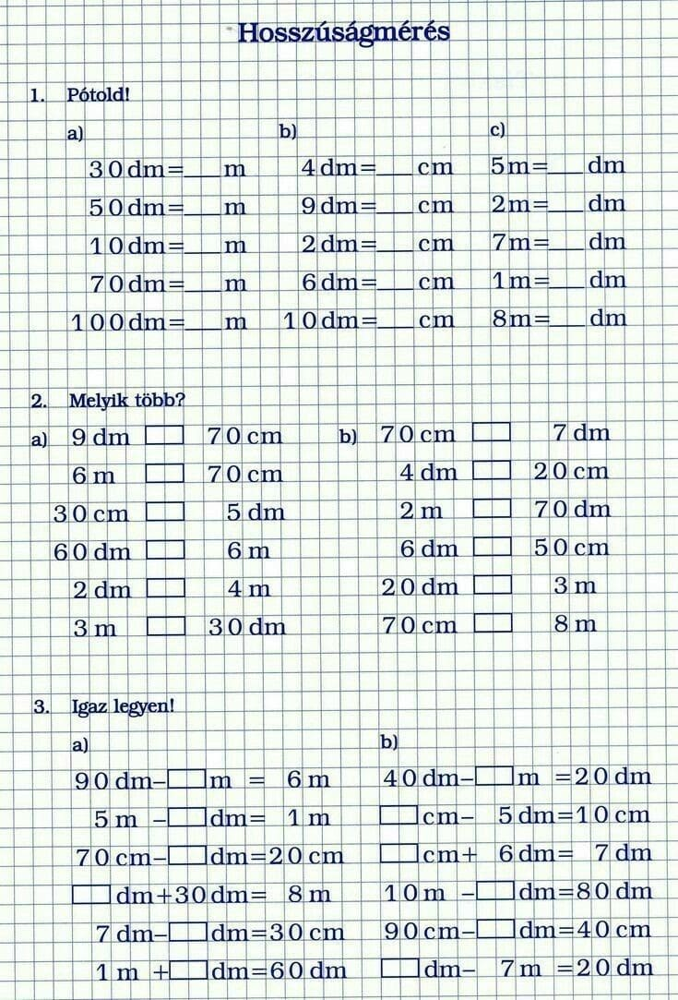 Hosszúságmérés
1. Pótold!
a) b) c)
30 dm=___ m 4 dm=___ cm 5 m=___ dm
50 dm=___ m 9 dm=___ cm 2 m=___ dm
10 dm=___ m 2 dm=___ cm 7 m=___ dm
70 dm=___ m 6 dm=___ cm 1 m=___ dm
100 dm=___ m 10 dm=___ cm 8 m=___ dm
2. Melyik több?
a) 9 dm □ 70 cm b) 70 cm □ 7 dm
6 m □ 70 cm 4 dm □ 20 cm
30 cm □ 5 dm 2 m □ 70 dm
60 dm □ 6 m 6 dm □ 50 cm
2 dm □ 4 m 20 dm □ 3 m
3 m □ 30 dm 70 cm □ 8 m
3. Igaz legyen!
a) b)
90 dm–□ m = 6 m 40 dm–□ m =20 dm
5 m –□ dm= 1 m □ cm– 5 dm=10 cm
70 cm–□ dm=20 cm □ cm+ 6 dm= 7 dm
□ dm+30 dm= 8 m 10 m –□ dm=80 dm
7 dm–□ dm=30 cm 90 cm–□ dm=40 cm
1 m +□ dm=60 dm □ dm– 7 m =20 dm